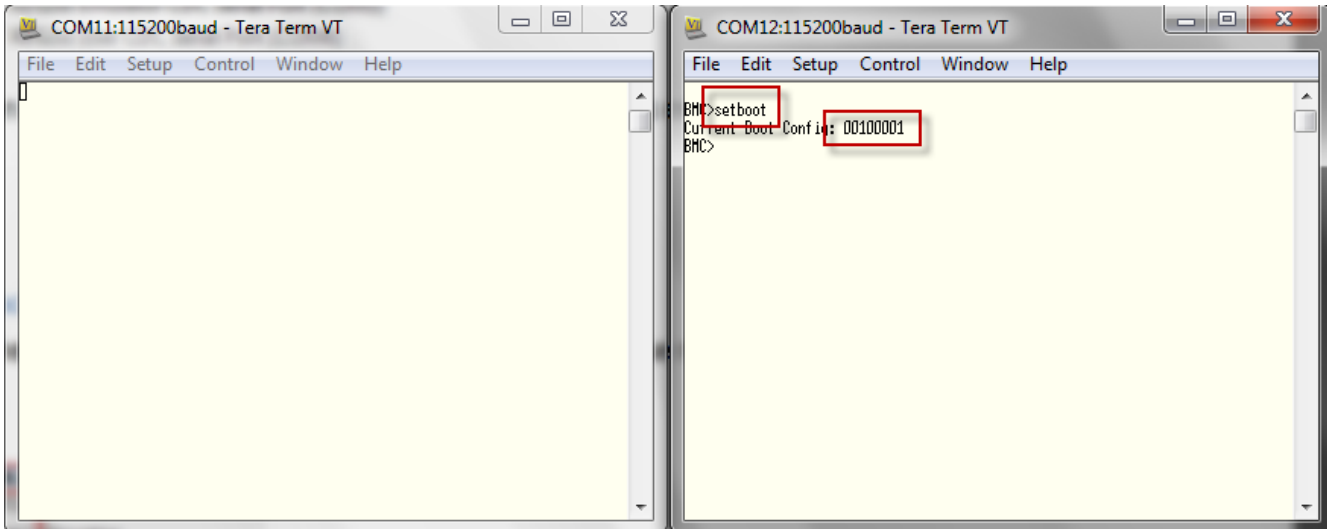 COM11:115200baud - Tera Term VT
File Edit Setup Control Window Help
COM12:115200baud - Tera Term VT
File Edit Setup Control Window Help
BMC>setboot
Current Boot Config: 00100001
BMC>